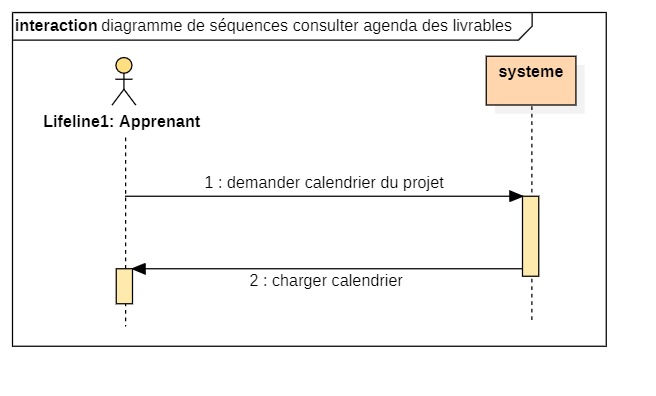 interaction diagramme de séquences consulter agenda des livrables
systeme
Lifeline1: Apprenant
1 : demander calendrier du projet
2 : charger calendrier